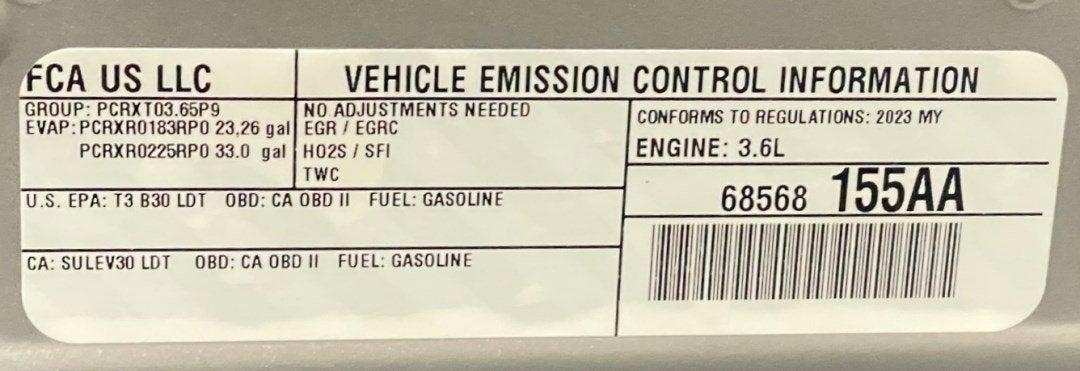 FCA US LLC
VEHICLE EMISSION CONTROL INFORMATION
GROUP: PCRXT03.65P9
EVAP: PCRXR0183RP0 23,26 gal
PCRXR0225RP0 33.0 gal
NO ADJUSTMENTS NEEDED
EGR / EGRC
HO2S / SFI
TWC
CONFORMS TO REGULATIONS: 2023 MY
ENGINE: 3.6L
U.S. EPA: T3 B30 LDT OBD: CA OBD II FUEL: GASOLINE
68568 155AA
CA: SULEV30 LDT OBD: CA OBD II FUEL: GASOLINE